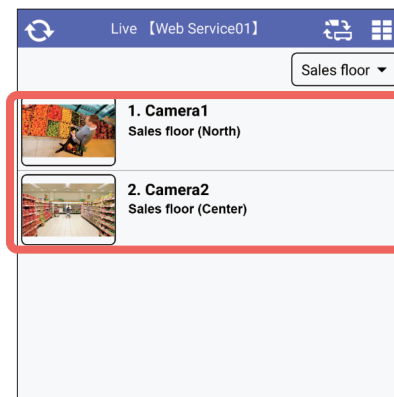 Live 【Web Service01】
Sales floor
1. Camera1
Sales floor (North)
2. Camera2
Sales floor (Center)